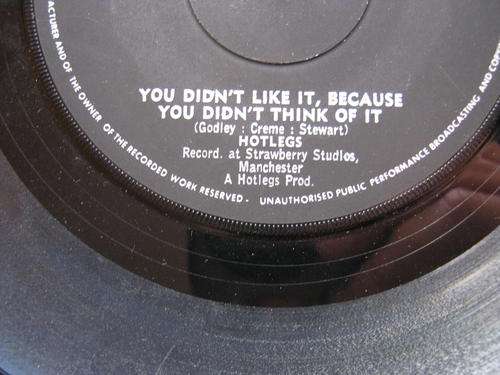 YOU DIDN'T LIKE IT, BECAUSE
YOU DIDN'T THINK OF IT
(Godley : Creme : Stewart)
HOTLEGS
Record. at Strawberry Studios,
Manchester
A Hotlegs Prod.
ACTURER AND OF THE OWNER OF THE RECORDED WORK RESERVED - UNAUTHORISED PUBLIC PERFORMANCE BROADCASTING AND COP